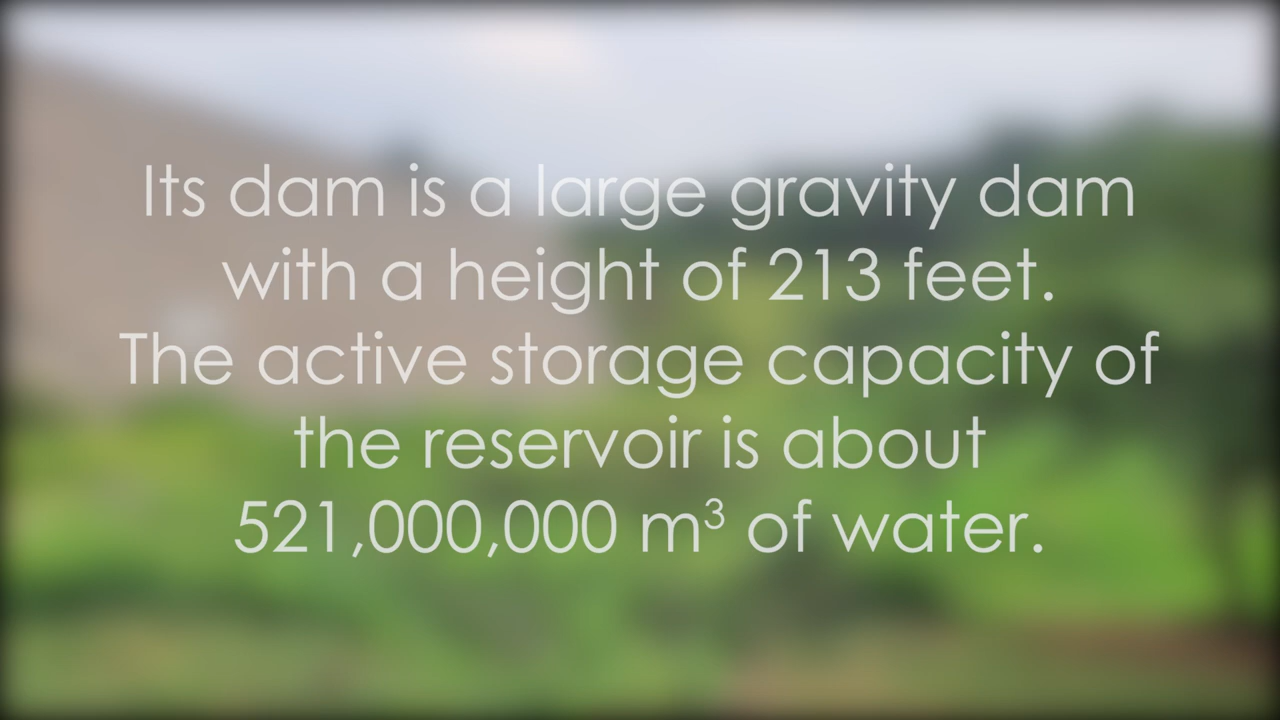 Its dam is a large gravity dam
with a height of 213 feet.
The active storage capacity of
the reservoir is about
521,000,000 m³ of water.